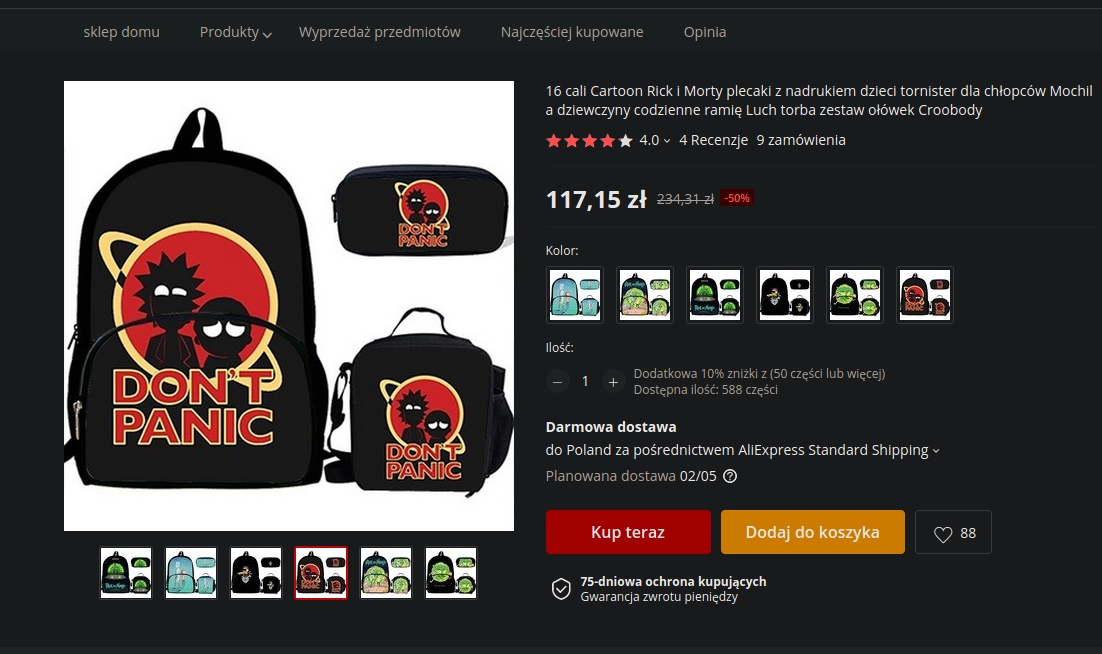 sklep domu
Produkty
Wyprzedaż przedmiotów
Najczęściej kupowane
Opinia
DON'T
PANIC
DON'T
PANIC
DON'T
PANIC
16 cali Cartoon Rick i Morty plecaki z nadrukiem dzieci tornister dla chłopców Mochil
a dziewczyny codzienne ramię Luch torba zestaw ołówek Croobody
4.0 4 Recenzje 9 zamówienia
117,15 zł 234,31 zł -50%
Kolor:
Ilość:
− 1 + Dodatkowa 10% zniżki z (50 części lub więcej)
Dostępna ilość: 588 części
Darmowa dostawa
do Poland za pośrednictwem AliExpress Standard Shipping
Planowana dostawa 02/05 ?
Kup teraz
Dodaj do koszyka
88
75-dniowa ochrona kupujących
Gwarancja zwrotu pieniędzy